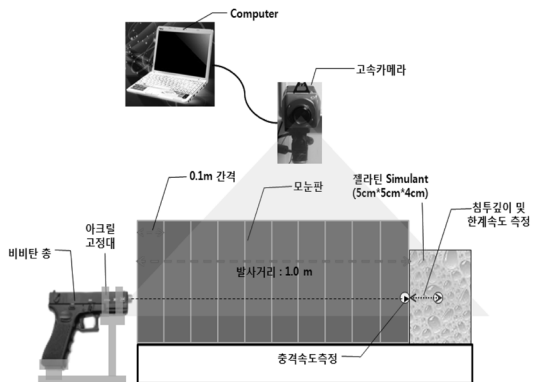 Computer
고속카메라
0.1m 간격
모눈판
젤라틴 Simulant
(5cm*5cm*4cm)
침투깊이 및
한계속도 측정
아크릴
고정대
비비탄 총
발사거리 : 1.0 m
충격속도측정